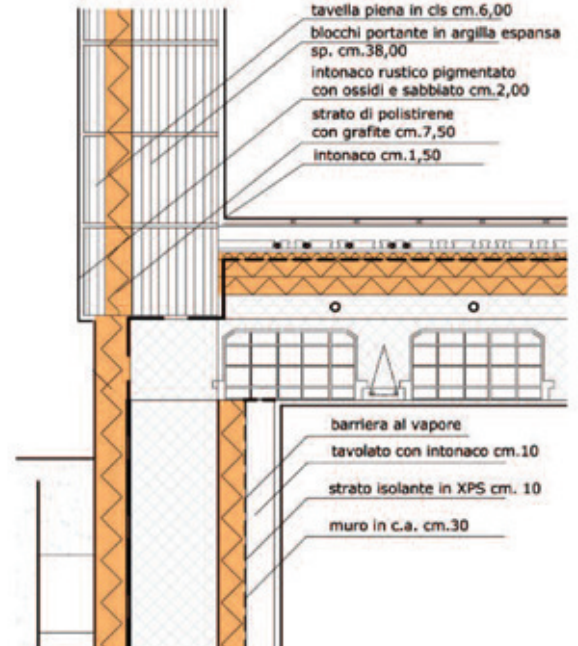 tavella piena in cls cm.6,00
blocchi portante in argilla espansa
sp. cm.38,00
intonaco rustico pigmentato
con ossidi e sabbiato cm.2,00
strato di polistirene
con grafite cm.7,50
intonaco cm.1,50
barriera al vapore
tavolato con intonaco cm.10
strato isolante in XPS cm. 10
muro in c.a. cm.30